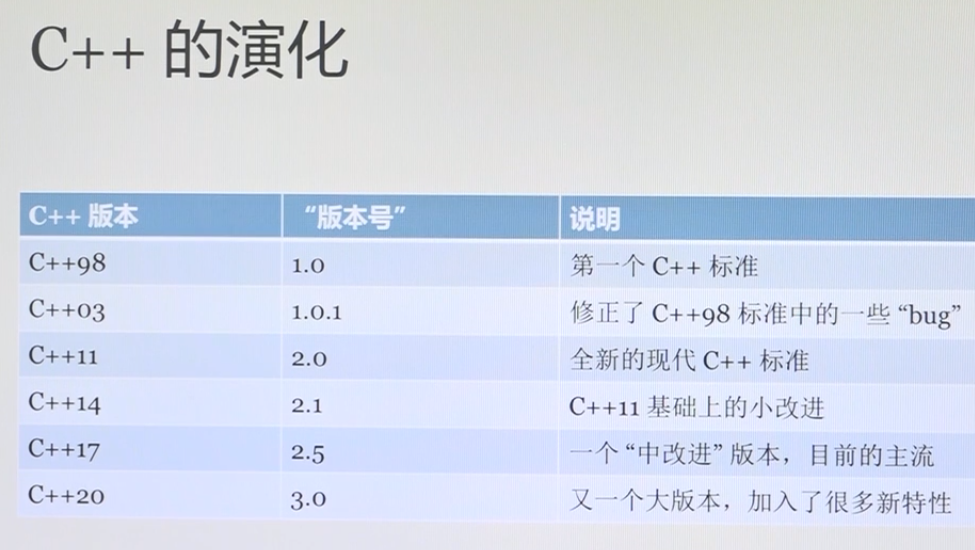 C++ 的演化
C++ 版本 “版本号” 说明
C++98 1.0 第一个 C++ 标准
C++03 1.0.1 修正了 C++98 标准中的一些 “bug”
C++11 2.0 全新的现代 C++ 标准
C++14 2.1 C++11 基础上的小改进
C++17 2.5 一个 “中改进” 版本，目前的主流
C++20 3.0 又一个大版本，加入了很多新特性